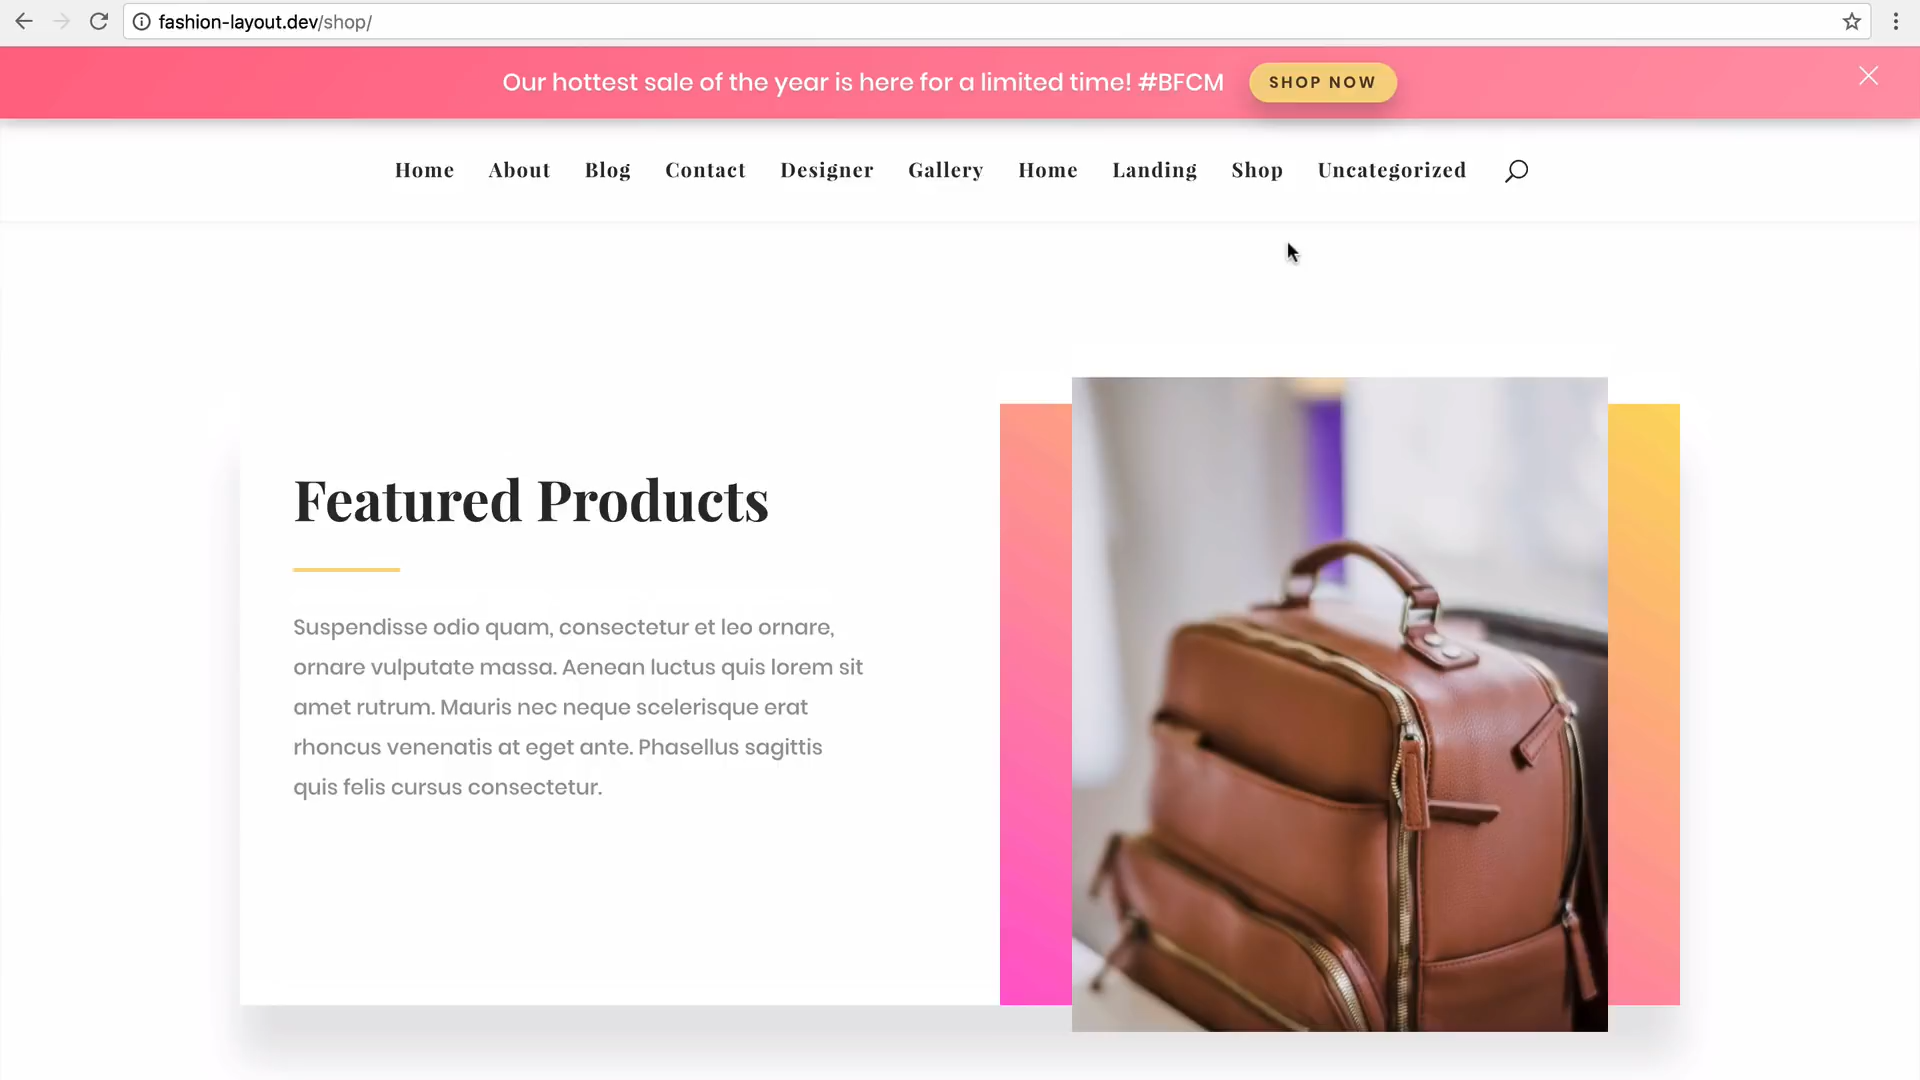 fashion-layout.dev/shop/
Our hottest sale of the year is here for a limited time! #BFCM SHOP NOW
Home About Blog Contact Designer Gallery Home Landing Shop Uncategorized
Featured Products
Suspendisse odio quam, consectetur et leo ornare,
ornare vulputate massa. Aenean luctus quis lorem sit
amet rutrum. Mauris nec neque scelerisque erat
rhoncus venenatis at eget ante. Phasellus sagittis
quis felis cursus consectetur.